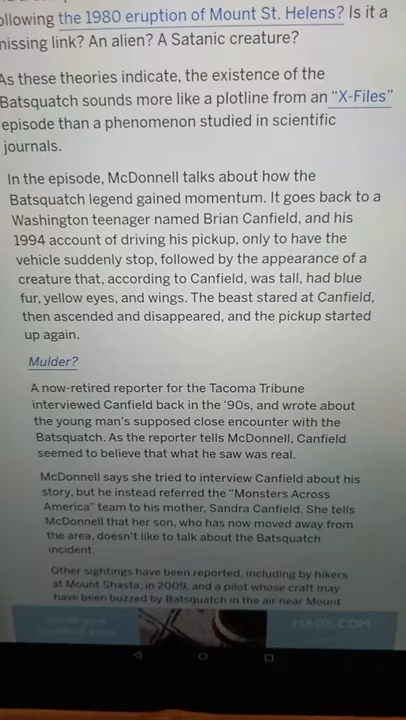 ollowing the 1980 eruption of Mount St. Helens? Is it a
missing link? An alien? A Satanic creature?
As these theories indicate, the existence of the
Batsquatch sounds more like a plotline from an "X-Files"
episode than a phenomenon studied in scientific
journals.
In the episode, McDonnell talks about how the
Batsquatch legend gained momentum. It goes back to a
Washington teenager named Brian Canfield, and his
1994 account of driving his pickup, only to have the
vehicle suddenly stop, followed by the appearance of a
creature that, according to Canfield, was tall, had blue
fur, yellow eyes, and wings. The beast stared at Canfield,
then ascended and disappeared, and the pickup started
up again.
Mulder?
A now-retired reporter for the Tacoma Tribune
interviewed Canfield back in the '90s, and wrote about
the young man's supposed close encounter with the
Batsquatch. As the reporter tells McDonnell, Canfield
seemed to believe that what he saw was real.
McDonnell says she tried to interview Canfield about his
story, but he instead referred the "Monsters Across
America" team to his mother, Sandra Canfield. She tells
McDonnell that her son, who has now moved away from
the area, doesn't like to talk about the Batsquatch
incident.
Other sightings have been reported, including by hikers
at Mount Shasta, in 2009, and a pilot whose craft may
have been buzzed by Batsquatch in the air near Mount
MADE.COM